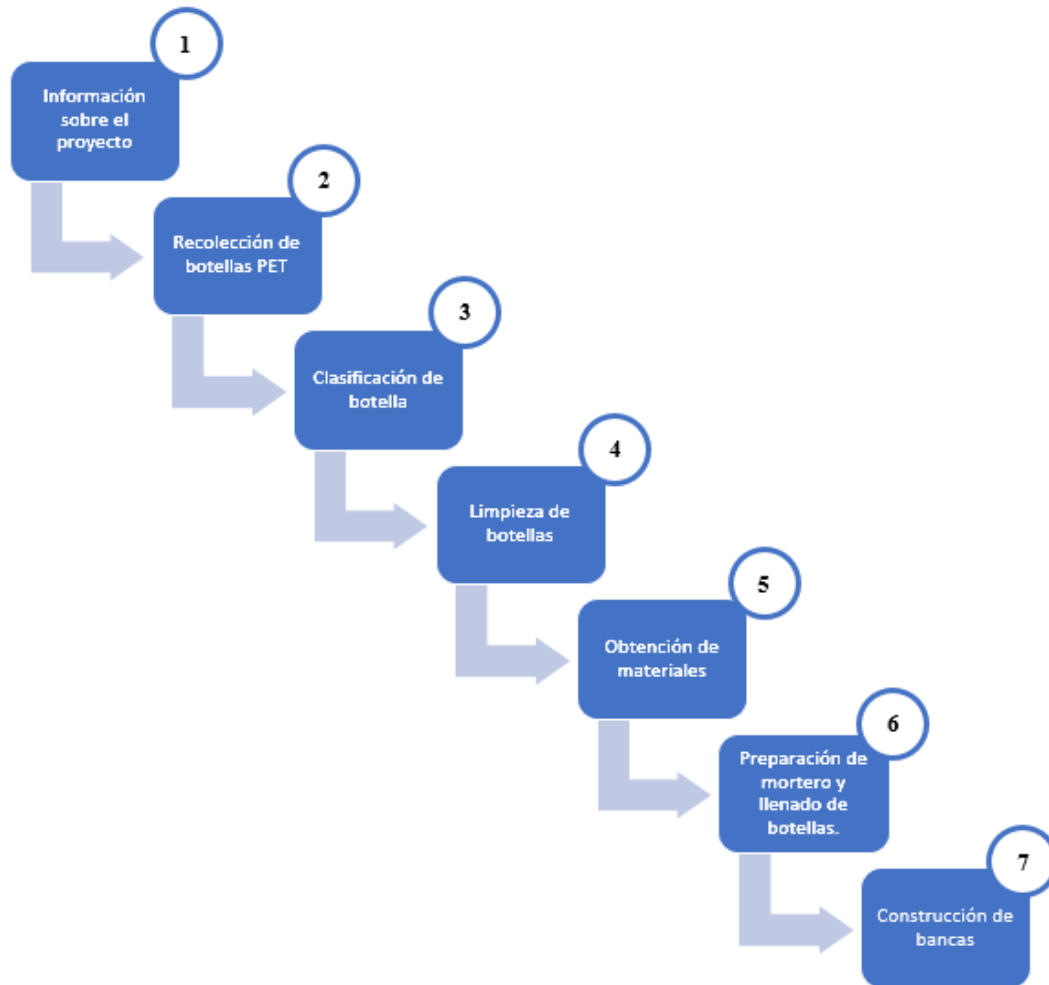 1
Información
sobre el
proyecto
2
Recolección de
botellas PET
3
Clasificación de
botella
4
Limpieza de
botellas
5
Obtención de
materiales
6
Preparación de
mortero y
llenado de
botellas.
7
Construcción de
bancas